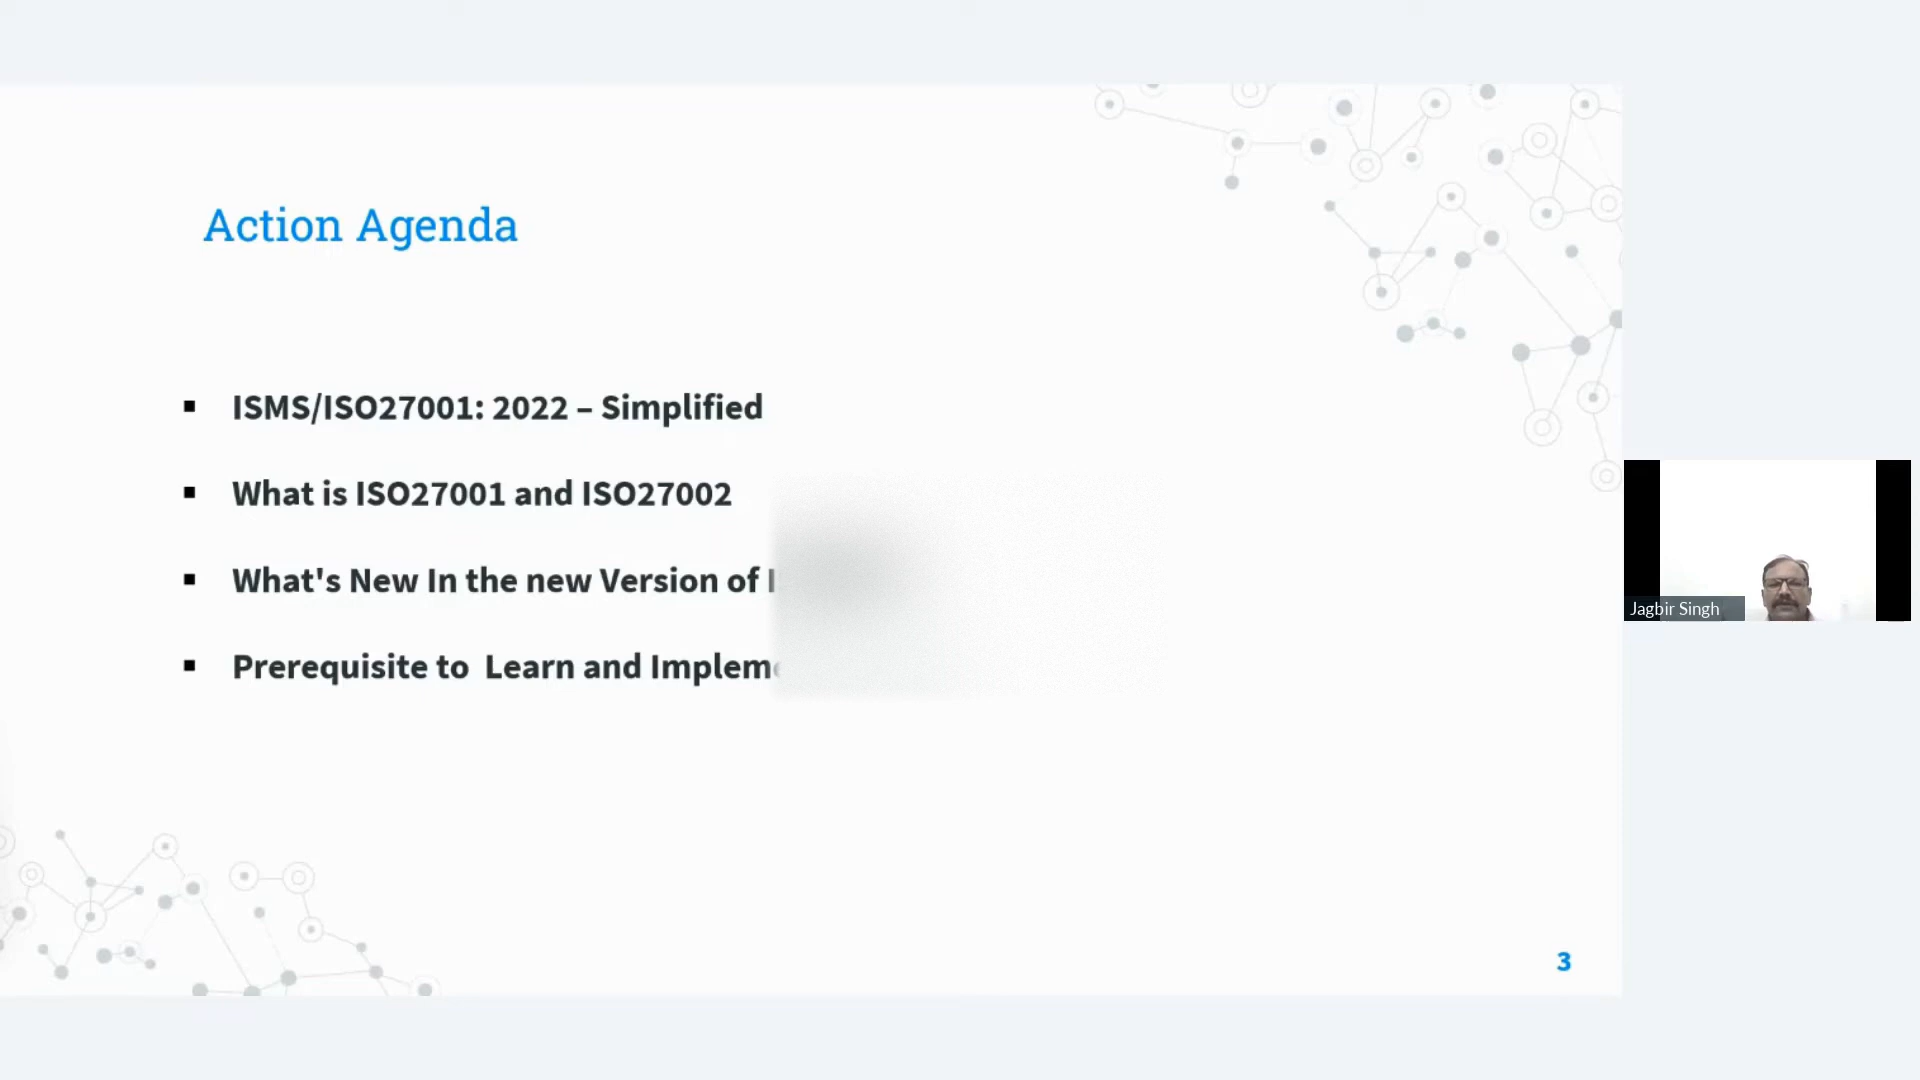 Action Agenda
ISMS/ISO27001: 2022 – Simplified
What is ISO27001 and ISO27002
What's New In the new Version of
Prerequisite to Learn and
3
Jagbir Singh